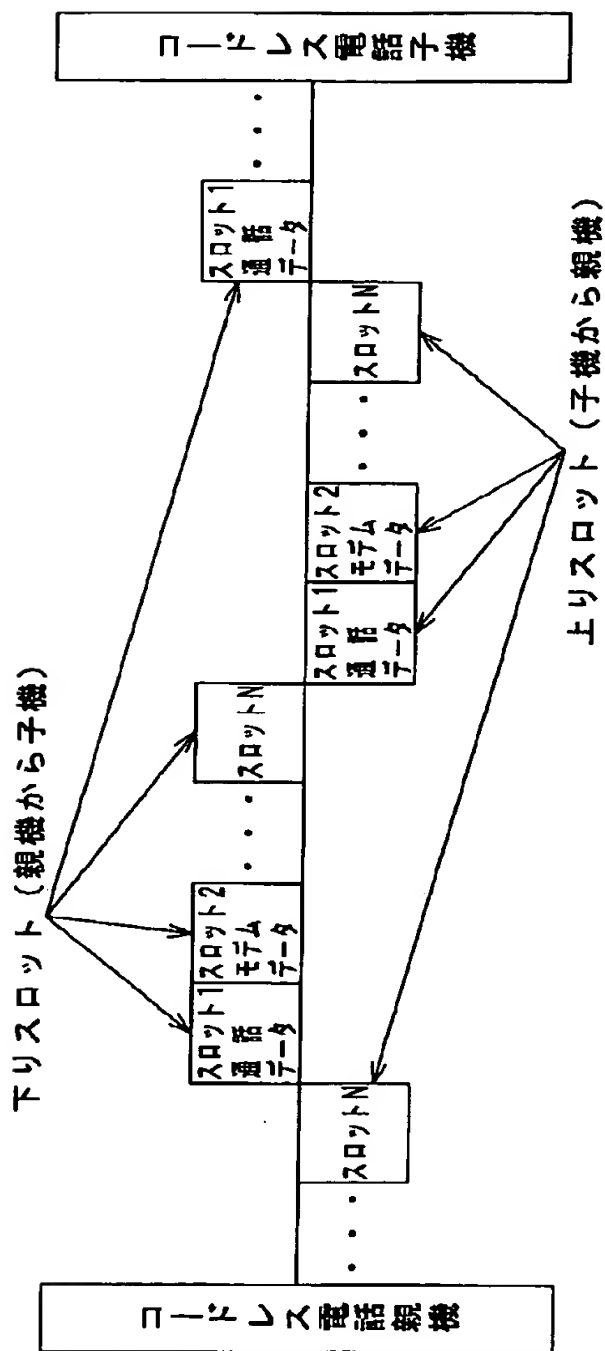 下りスロット(親機から子機)
コードレス電話親機
・・・
スロットN
スロット1
通話
データ
スロット2
モデム
データ
・・・
スロットN
スロット1
通話
データ
スロット2
モデム
データ
・・・
スロットN
スロット1
通話
データ
・・・
コードレス電話子機
上りスロット(子機から親機)